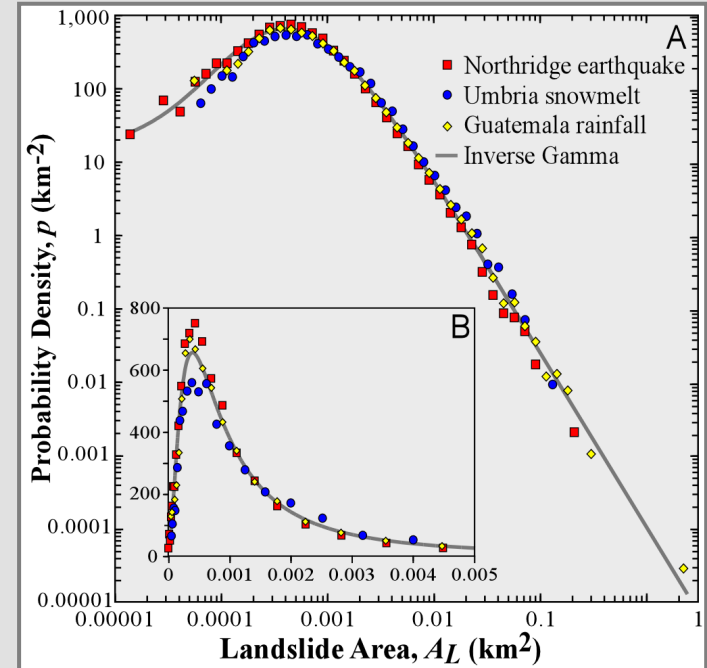 A
Northridge earthquake
Umbria snowmelt
Guatemala rainfall
Inverse Gamma
Probability Density, p (km-2)
1,000
100
10
1
0.1
0.01
0.001
0.0001
0.00001
B
800
600
400
200
0
0 0.001 0.002 0.003 0.004 0.005
0.00001 0.0001 0.001 0.01 0.1 1
Landslide Area, AL (km2)